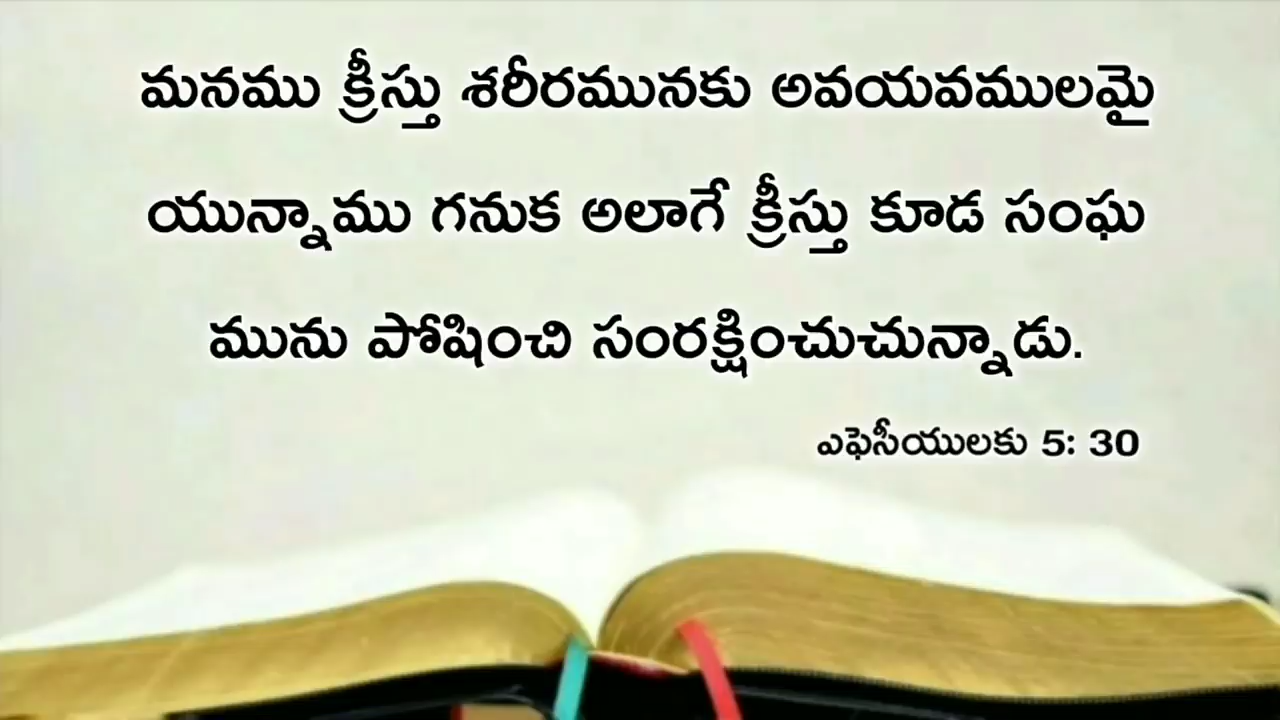 మనము క్రీస్తు శరీరమునకు అవయవములమై
యున్నాము గనుక అలాగే క్రీస్తు కూడ సంఘ
మును పోషించి సంరక్షించుచున్నాడు.
ఎఫెసీయులకు 5: 30